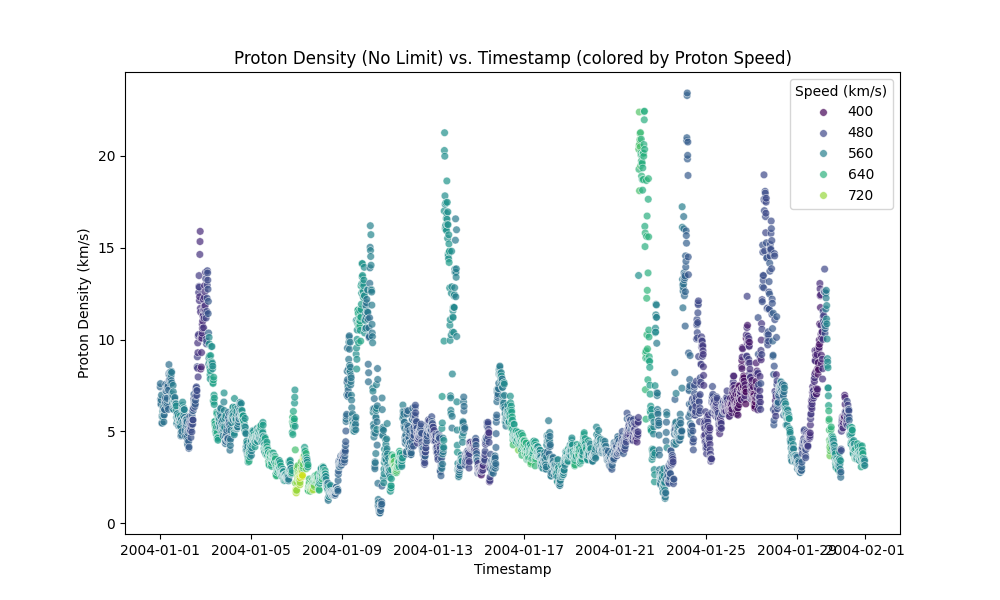 Proton Density (No Limit) vs. Timestamp (colored by Proton Speed)
Speed (km/s)
400
480
560
640
720
Proton Density (km/s)
20
15
10
5
0
2004-01-01 2004-01-05 2004-01-09 2004-01-13 2004-01-17 2004-01-21 2004-01-25 2004-01-29 2004-02-01
Timestamp